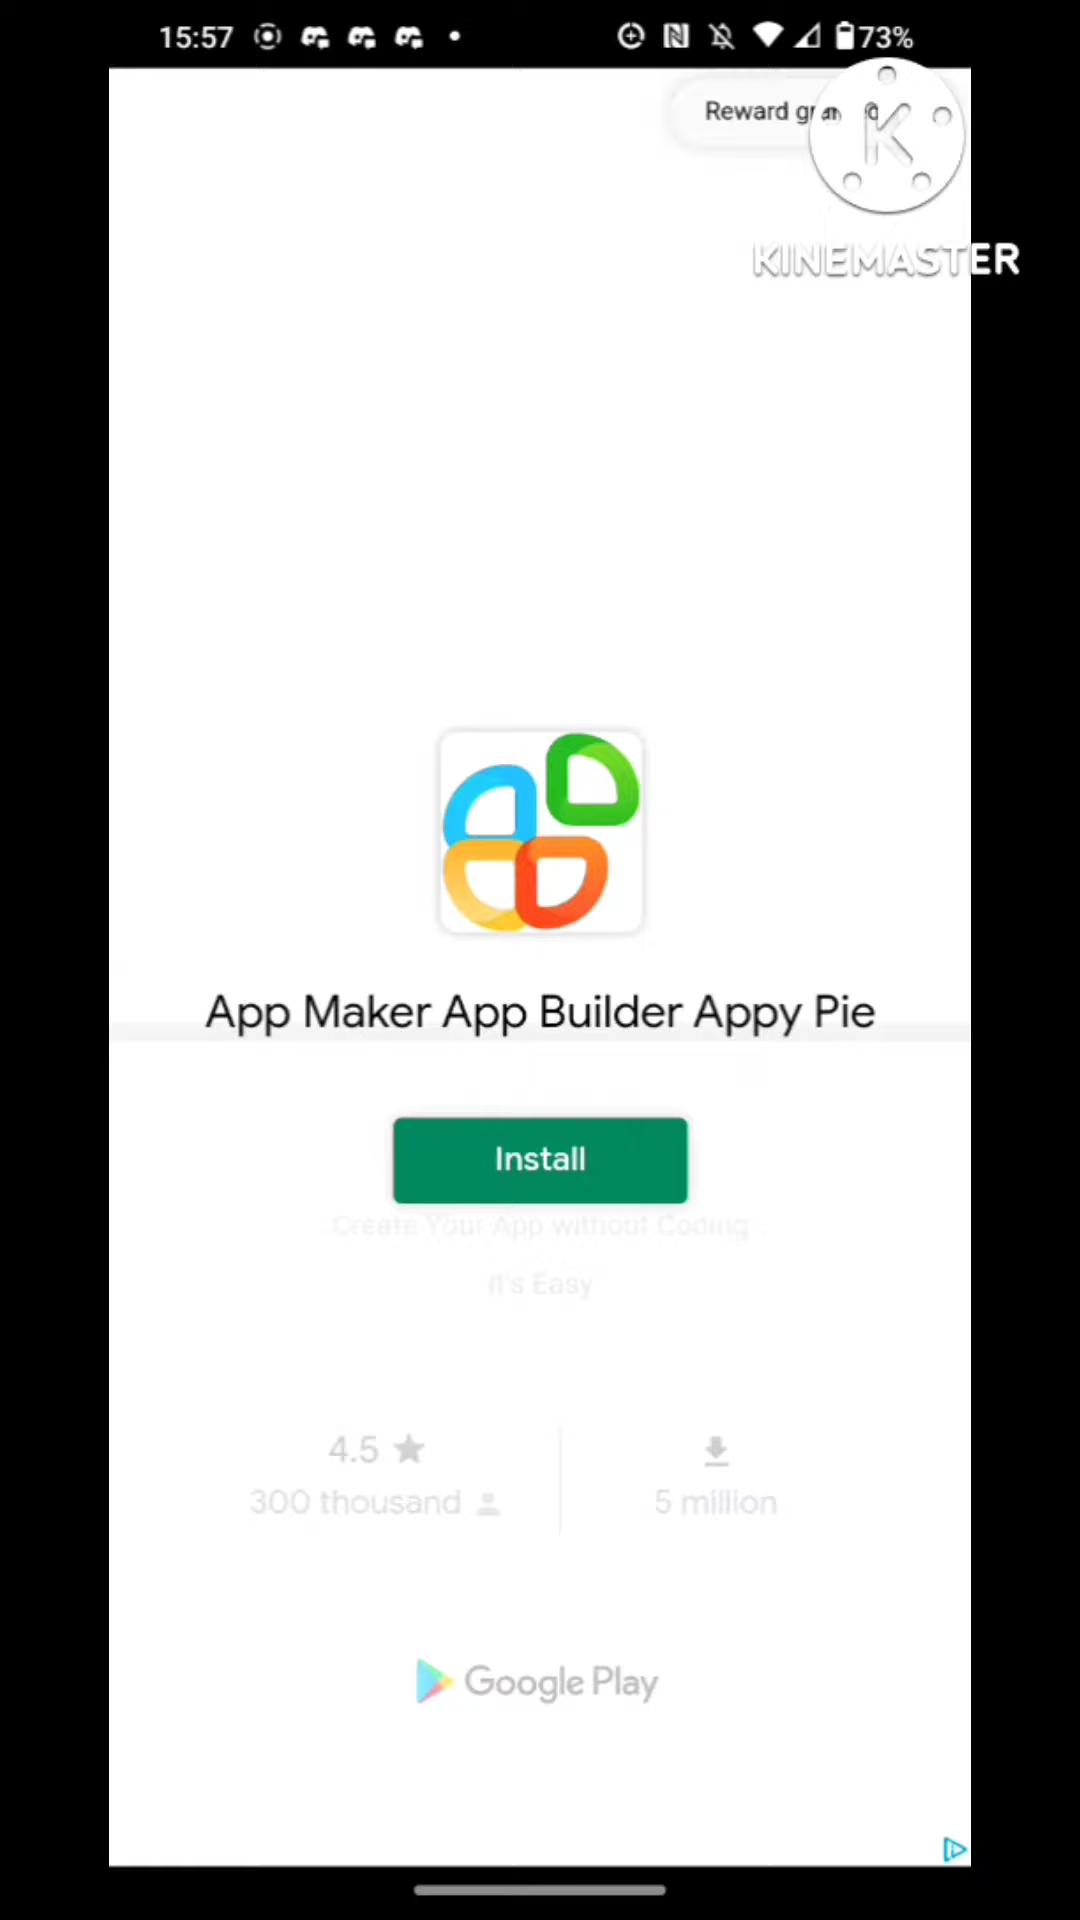 15:57
73%
Reward granted
K
KINEMASTER
App Maker App Builder Appy Pie
Install
Create Your App without Coding.
It's Easy
4.5
300 thousand
5 million
Google Play